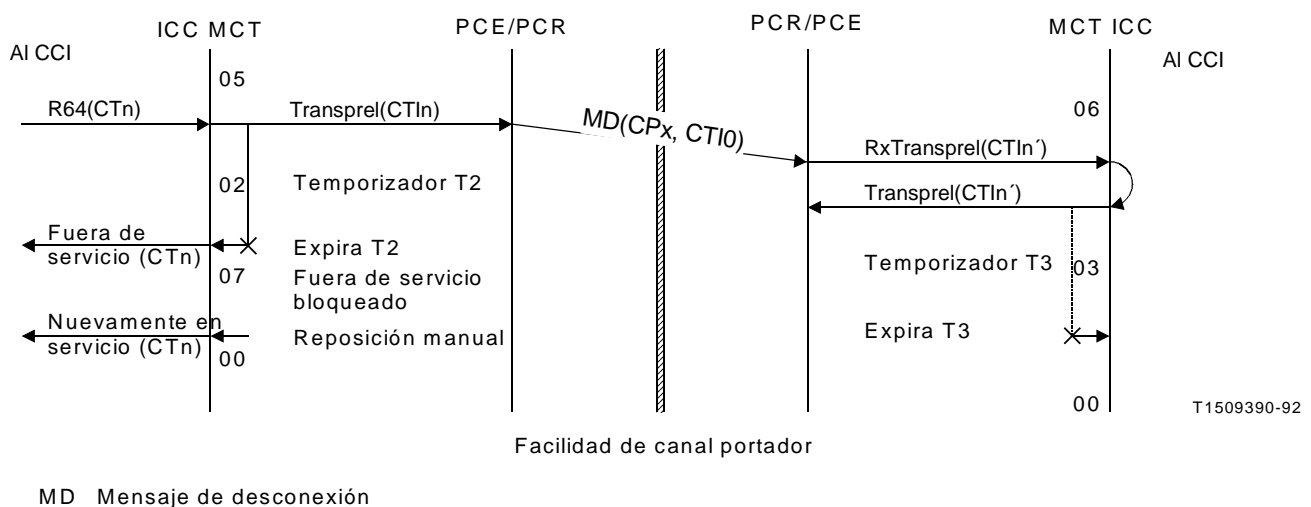 ICC MCT
PCE/PCR
PCR/PCE
MCT ICC
Al CCI
Al CCI
05
R64(CTn)
Transprel(CTIn)
MD(CPx, CTI0)
06
RxTransprel(CTIn´)
02
Temporizador T2
Transprel(CTIn´)
Fuera de
servicio (CTn)
Expira T2
Temporizador T3
03
07
Fuera de servicio
bloqueado
Nuevamente en
servicio (CTn)
Reposición manual
Expira T3
00
00
T1509390-92
Facilidad de canal portador
MD Mensaje de desconexión